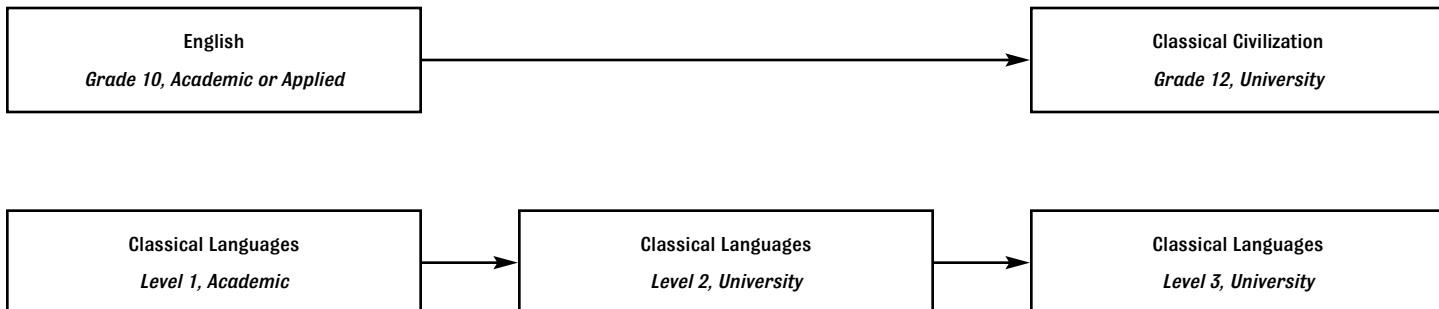 English
Grade 10, Academic or Applied
Classical Civilization
Grade 12, University
Classical Languages
Level 1, Academic
Classical Languages
Level 2, University
Classical Languages
Level 3, University